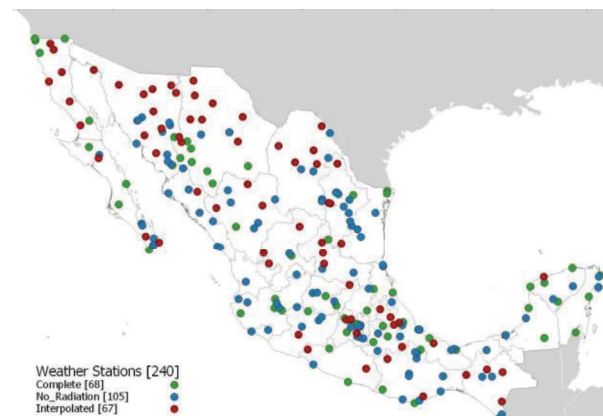 Weather Stations [240]
Complete [68]
No_Radiation [105]
Interpolated [67]